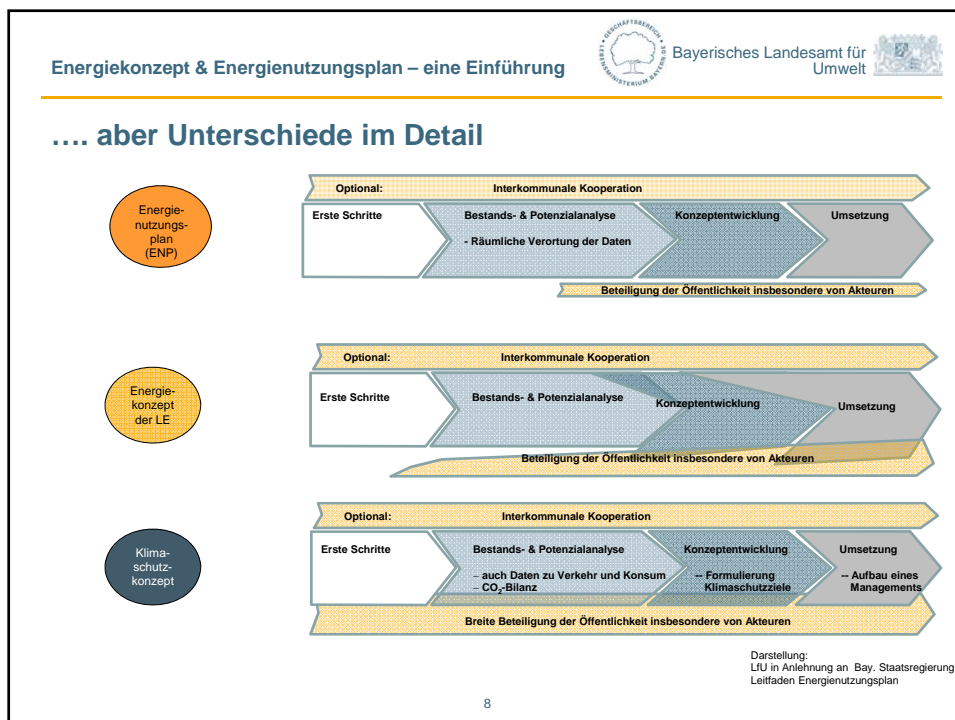 Energiekonzept & Energienutzungsplan – eine Einführung
GESCHÄFTSBEREICH
LEBENSMINISTERIUM BAYERN
Bayerisches Landesamt für
Umwelt
…. aber Unterschiede im Detail
Energie-
nutzungs-
plan
(ENP)
Optional: Interkommunale Kooperation
Erste Schritte
Bestands- & Potenzialanalyse
- Räumliche Verortung der Daten
Konzeptentwicklung
Umsetzung
Beteiligung der Öffentlichkeit insbesondere von Akteuren
Energie-
konzept
der LE
Optional: Interkommunale Kooperation
Erste Schritte
Bestands- & Potenzialanalyse
Konzeptentwicklung
Umsetzung
Beteiligung der Öffentlichkeit insbesondere von Akteuren
Klima-
schutz-
konzept
Optional: Interkommunale Kooperation
Erste Schritte
Bestands- & Potenzialanalyse
– auch Daten zu Verkehr und Konsum
– CO₂-Bilanz
Konzeptentwicklung
-- Formulierung
Klimaschutzziele
Umsetzung
-- Aufbau eines
Managements
Breite Beteiligung der Öffentlichkeit insbesondere von Akteuren
Darstellung:
LfU in Anlehnung an Bay. Staatsregierung
Leitfaden Energienutzungsplan
8